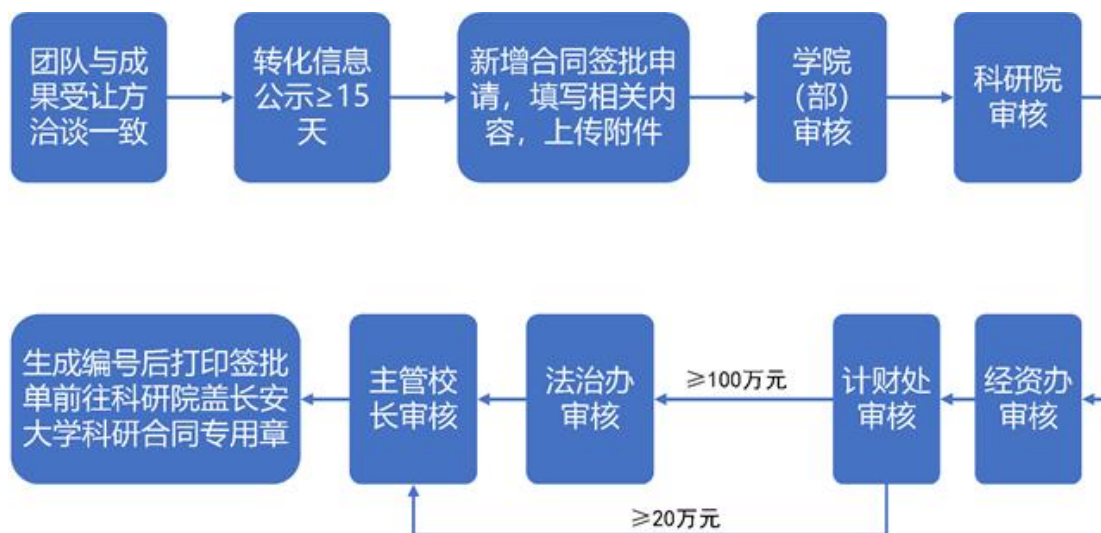 团队与成
果受让方
洽谈一致
转化信息
公示≥15
天
新增合同签批申
请，填写相关内
容，上传附件
学院
（部）
审核
科研院
审核
经资办
审核
计财处
审核
≥100万元
法治办
审核
≥20万元
主管校
长审核
生成编号后打印签批
单前往科研院盖长安
大学科研合同专用章